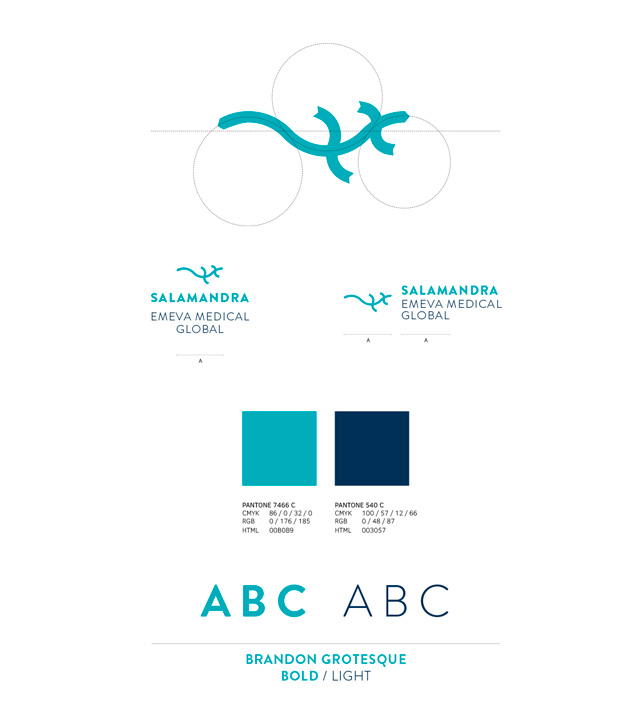 SALAMANDRA
EMEVA MEDICAL
GLOBAL
A
SALAMANDRA
EMEVA MEDICAL
GLOBAL
A
A
PANTONE 7466 C
CMYK 86 / 0 / 32 / 0
RGB 0 / 176 / 185
HTML 00B0B9
PANTONE 540 C
CMYK 100 / 57 / 12 / 66
RGB 0 / 48 / 87
HTML 003057
ABC ABC
BRANDON GROTESQUE
BOLD / LIGHT